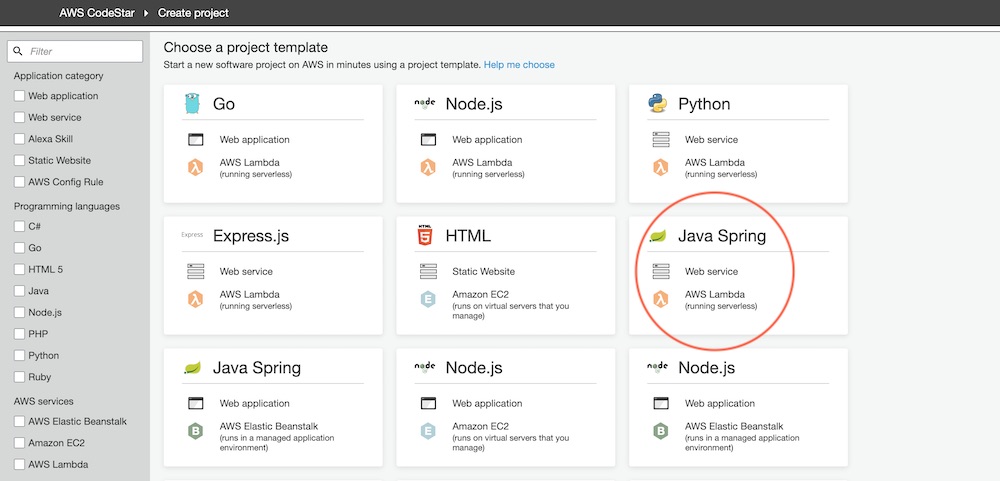 AWS CodeStar Create project
Filter
Application category
Web application
Web service
Alexa Skill
Static Website
AWS Config Rule
Programming languages
C#
Go
HTML 5
Java
Node.js
PHP
Python
Ruby
AWS services
AWS Elastic Beanstalk
Amazon EC2
AWS Lambda
Choose a project template
Start a new software project on AWS in minutes using a project template. Help me choose
Go
Web application
AWS Lambda
(running serverless)
node
Node.js
Web application
AWS Lambda
(running serverless)
Python
Web service
AWS Lambda
(running serverless)
Express
Express.js
Web service
AWS Lambda
(running serverless)
HTML
5
HTML
Static Website
E
Amazon EC2
(runs on virtual servers that you
manage)
Java Spring
Web service
AWS Lambda
(running serverless)
Java Spring
Web application
B
AWS Elastic Beanstalk
(runs in a managed application
environment)
node
Node.js
Web application
E
Amazon EC2
(runs on virtual servers that you
manage)
node
Node.js
Web application
B
AWS Elastic Beanstalk
(runs in a managed application
environment)